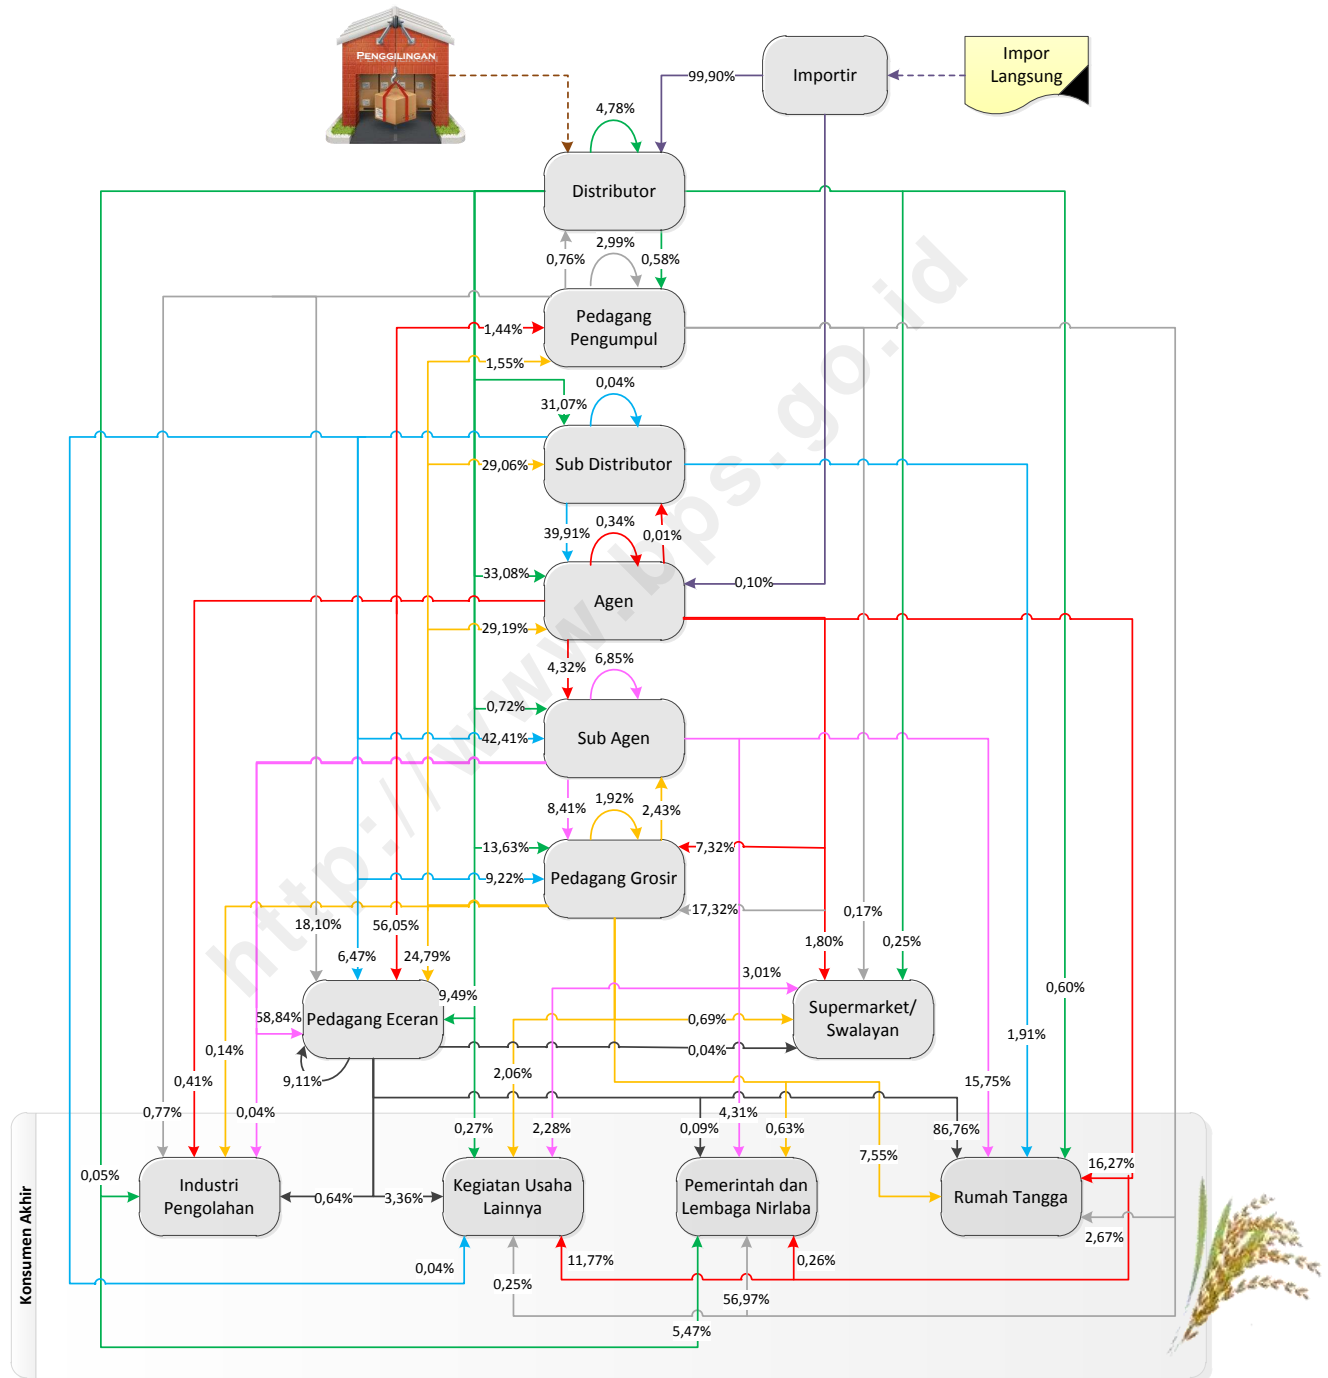 PENGGILINGAN
Importir
Impor
Langsung
99,90%
4,78%
Distributor
0,76%
2,99%
0,58%
Pedagang
Pengumpul
1,44%
1,55%
0,04%
31,07%
Sub Distributor
29,06%
39,91%
0,34%
0,01%
33,08%
Agen
0,10%
29,19%
4,32%
6,85%
0,72%
Sub Agen
42,41%
8,41%
1,92%
2,43%
13,63%
7,32%
Pedagang Grosir
9,22%
17,32%
0,17%
18,10%
56,05%
1,80%
0,25%
6,47%
24,79%
3,01%
0,60%
9,49%
58,84%
Pedagang Eceran
0,69%
Supermarket/
Swalayan
1,91%
0,14%
0,04%
9,11%
0,41%
2,06%
15,75%
0,77%
0,04%
4,31%
0,27%
2,28%
0,09%
0,63%
86,76%
7,55%
16,27%
0,05%
Industri
Pengolahan
0,64%
3,36%
Kegiatan Usaha
Lainnya
Pemerintah dan
Lembaga Nirlaba
Rumah Tangga
2,67%
0,04%
11,77%
0,26%
0,25%
56,97%
5,47%
Konsumen Akhir
http://www.bps.go.id